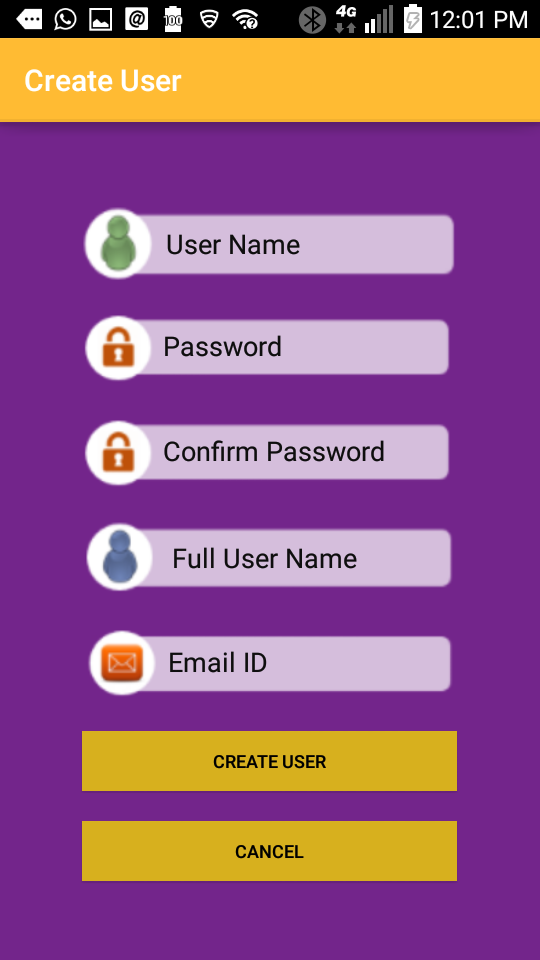 100 4G 12:01 PM
Create User
User Name
Password
Confirm Password
Full User Name
Email ID
CREATE USER
CANCEL